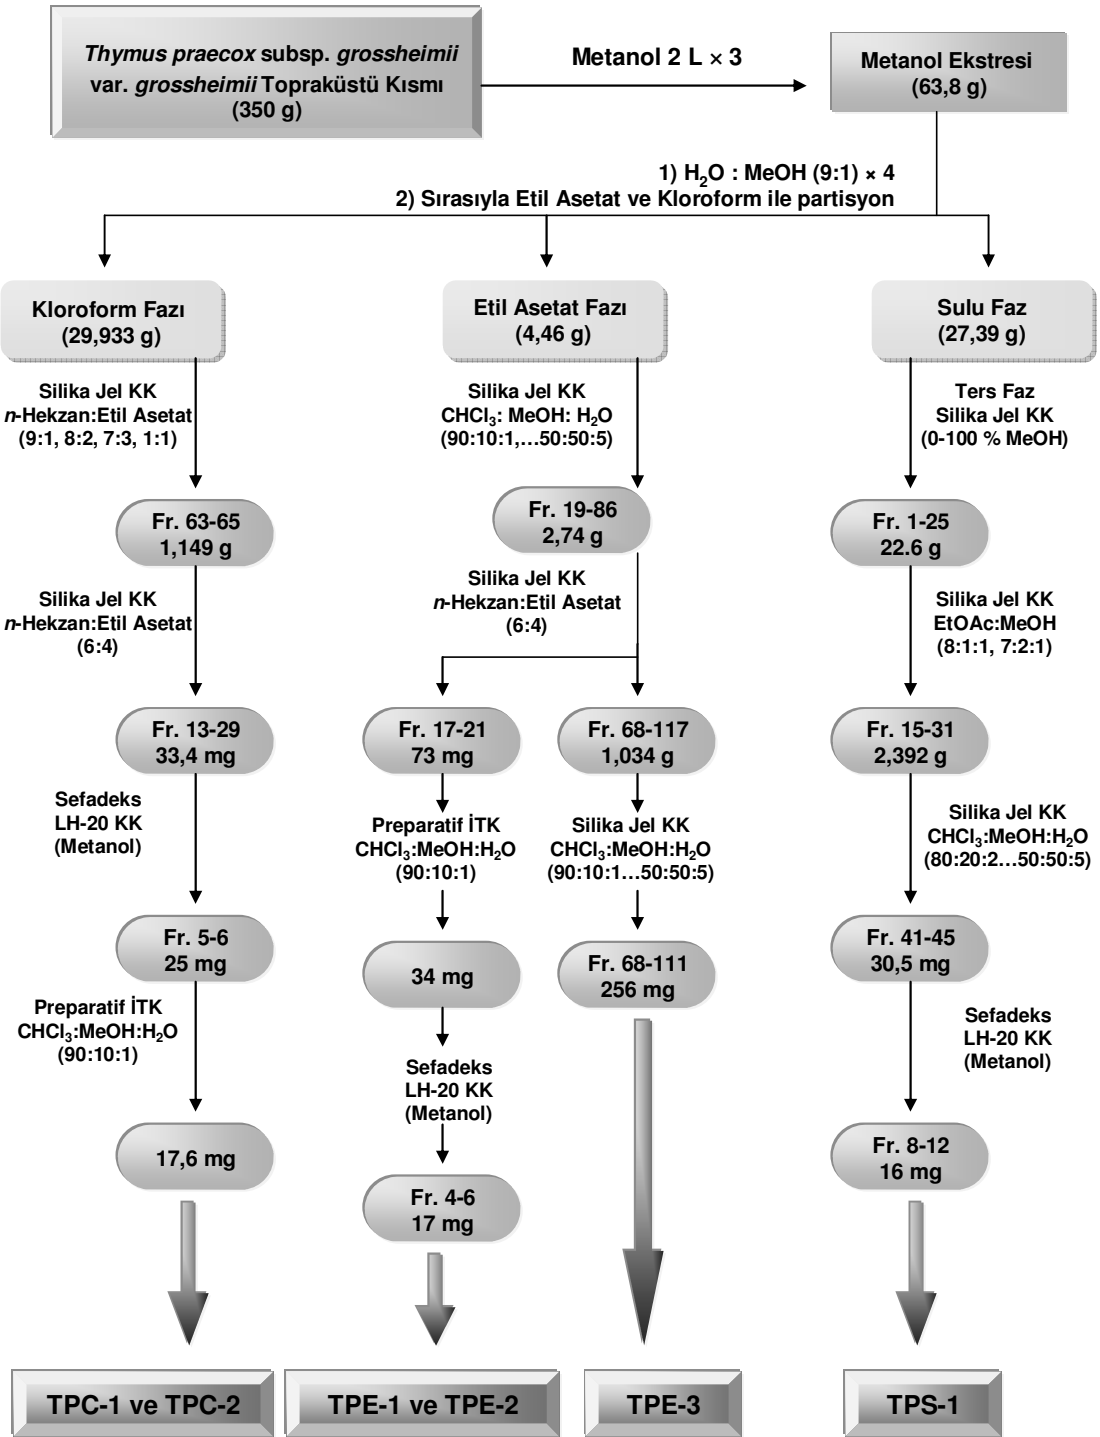 Thymus praecox subsp. grossheimii
var. grossheimii Topraküstü Kısmı
(350 g)
Metanol 2 L × 3
Metanol Ekstresi
(63,8 g)
1) H2O : MeOH (9:1) × 4
2) Sırasıyla Etil Asetat ve Kloroform ile partisyon
Kloroform Fazı
(29,933 g)
Etil Asetat Fazı
(4,46 g)
Sulu Faz
(27,39 g)
Silika Jel KK
n-Hekzan:Etil Asetat
(9:1, 8:2, 7:3, 1:1)
Silika Jel KK
CHCl3: MeOH: H2O
(90:10:1,…50:50:5)
Ters Faz
Silika Jel KK
(0-100 % MeOH)
Fr. 63-65
1,149 g
Fr. 19-86
2,74 g
Fr. 1-25
22.6 g
Silika Jel KK
n-Hekzan:Etil Asetat
(6:4)
Silika Jel KK
n-Hekzan:Etil Asetat
(6:4)
Silika Jel KK
EtOAc:MeOH
(8:1:1, 7:2:1)
Fr. 13-29
33,4 mg
Fr. 17-21
73 mg
Fr. 68-117
1,034 g
Fr. 15-31
2,392 g
Sefadeks
LH-20 KK
(Metanol)
Preparatif İTK
CHCl3:MeOH:H2O
(90:10:1)
Silika Jel KK
CHCl3:MeOH:H2O
(90:10:1…50:50:5)
Silika Jel KK
CHCl3:MeOH:H2O
(80:20:2…50:50:5)
Fr. 5-6
25 mg
34 mg
Fr. 68-111
256 mg
Fr. 41-45
30,5 mg
Preparatif İTK
CHCl3:MeOH:H2O
(90:10:1)
Sefadeks
LH-20 KK
(Metanol)
Sefadeks
LH-20 KK
(Metanol)
17,6 mg
Fr. 4-6
17 mg
Fr. 8-12
16 mg
TPC-1 ve TPC-2
TPE-1 ve TPE-2
TPE-3
TPS-1